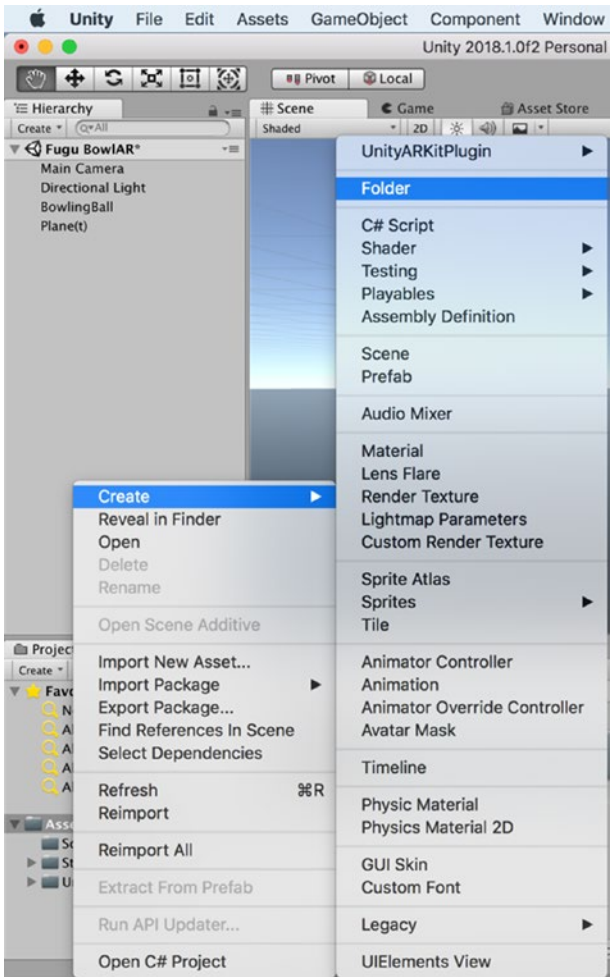 Unity File Edit Assets GameObject Component Window
Unity 2018.1.0f2 Personal
Pivot Local
Hierarchy
Scene Game Asset Store
Create All
Shaded 2D
Fugu BowlAR*
Main Camera
Directional Light
BowlingBall
Plane(t)
UnityARKitPlugin
Folder
C# Script
Shader
Testing
Playables
Assembly Definition
Scene
Prefab
Audio Mixer
Material
Lens Flare
Render Texture
Lightmap Parameters
Custom Render Texture
Sprite Atlas
Sprites
Tile
Animator Controller
Animation
Animator Override Controller
Avatar Mask
Timeline
Physic Material
Physics Material 2D
GUI Skin
Custom Font
Legacy
UIElements View
Create
Reveal in Finder
Open
Delete
Rename
Open Scene Additive
Import New Asset...
Import Package
Export Package...
Find References In Scene
Select Dependencies
Refresh ⌘R
Reimport
Reimport All
Extract From Prefab
Run API Updater...
Open C# Project
Projec
Create
Favo
Asse